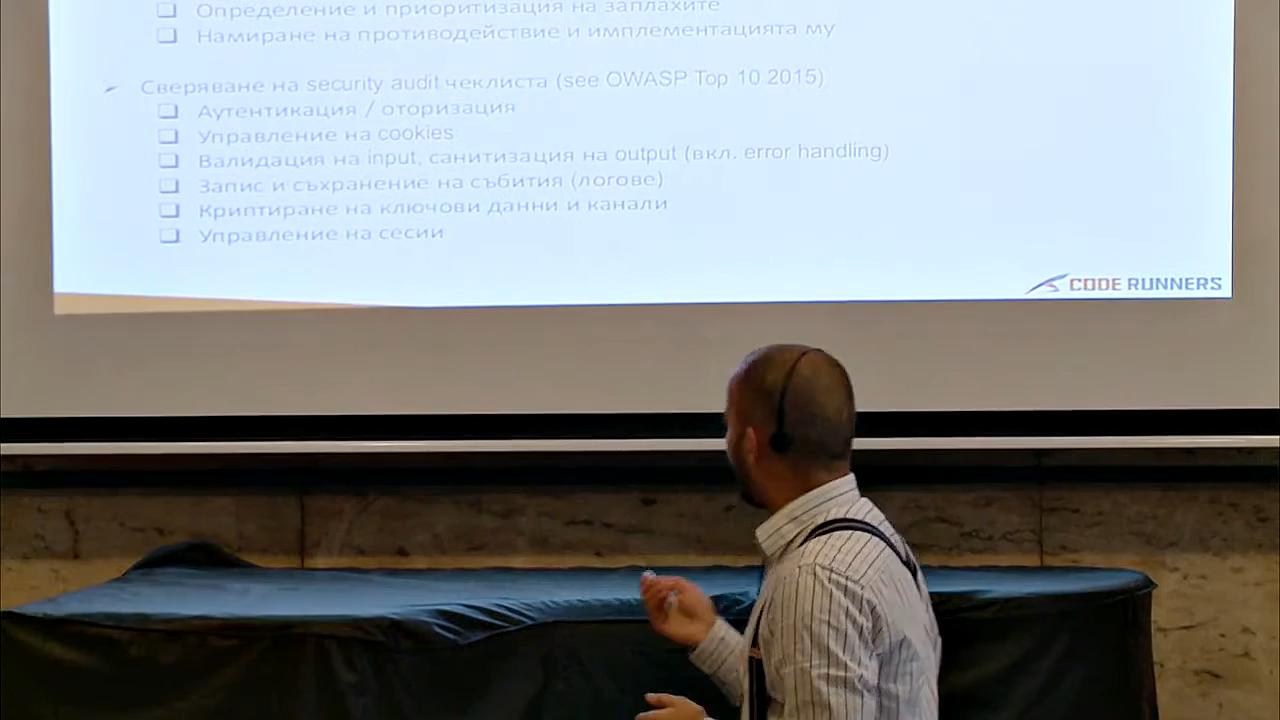 Определение и приоритизация на заплахите
Намиране на противодействие и имплементацията му
Сверяване на security audit чеклиста (see OWASP Top 10 2015)
Аутентикация / оторизация
Управление на cookies
Валидация на input, санитизация на output (вкл. error handling)
Запис и съхранение на събития (логове)
Криптиране на ключови данни и канали
Управление на сесии
CODE RUNNERS